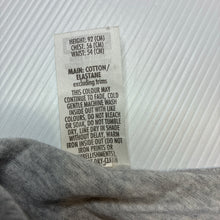 HEIGHT: 92 (CM)
CHEST: 56 (CM)
WAIST: 54 (CM)
MAIN: COTTON/
ELASTANE
excluding trims
THIS COLOUR MAY
CONTINUE TO FADE, COLD
GENTLE MACHINE WASH
INSIDE OUT WITH LIKE
COLOURS, DO NOT BLEACH
OR SOAK, DO NOT TUMBLE
DRY, LINE DRY IN SHADE
WITHOUT DELAY, WARM
IRON INSIDE OUT (DO NOT
IRON ON PRINTS OR
EMBELLISHMENTS)